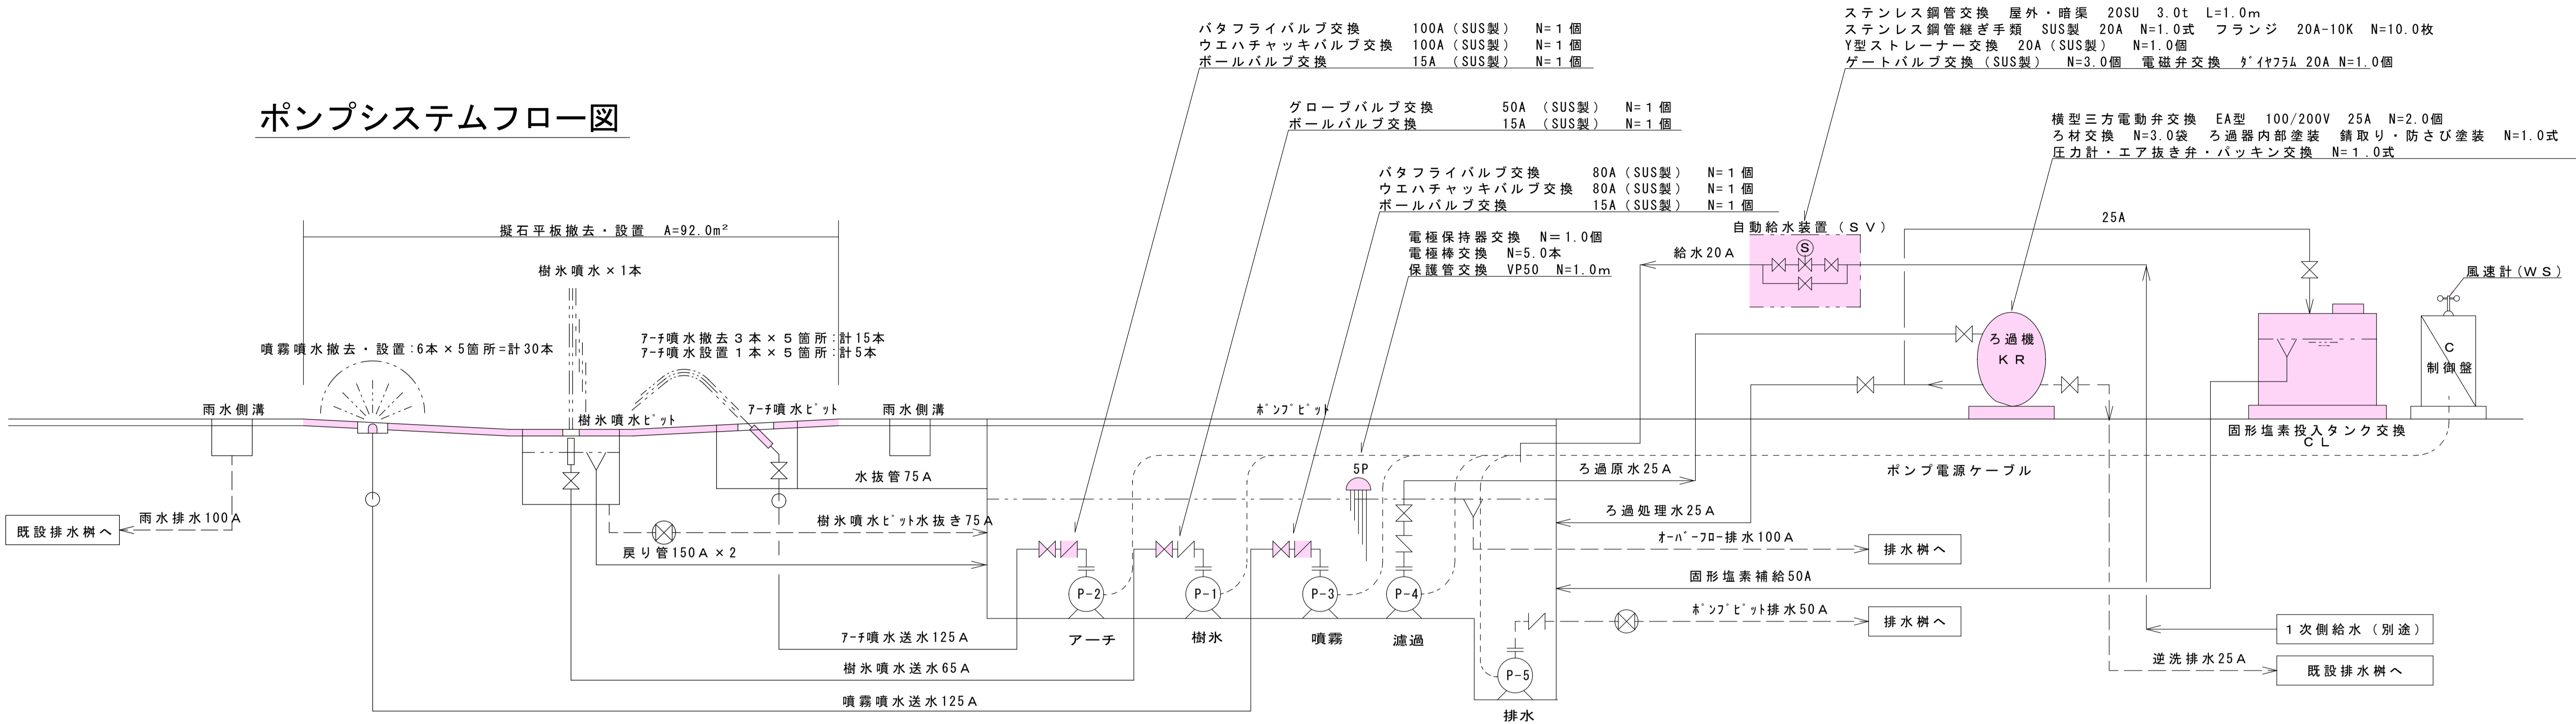 ポンプシステムフロー図
バタフライバルブ交換 100A(SUS製) N=1個
ウエハチャッキバルブ交換 100A(SUS製) N=1個
ボールバルブ交換 15A (SUS製) N=1個
グローブバルブ交換 50A (SUS製) N=1個
ボールバルブ交換 15A (SUS製) N=1個
バタフライバルブ交換 80A(SUS製) N=1個
ウエハチャッキバルブ交換 80A(SUS製) N=1個
ボールバルブ交換 15A(SUS製) N=1個
電極保持器交換 N=1.0個
電極棒交換 N=5.0本
保護管交換 VP50 N=1.0m
ステンレス鋼管交換 屋外・暗渠 20SU 3.0t L=1.0m
ステンレス鋼管継ぎ手類 SUS製 20A N=1.0式 フランジ 20A-10K N=10.0枚
Y型ストレーナー交換 20A(SUS製) N=1.0個
ゲートバルブ交換(SUS製) N=3.0個 電磁弁交換 ダイヤフラム 20A N=1.0個
横型三方電動弁交換 EA型 100/200V 25A N=2.0個
ろ材交換 N=3.0袋 ろ過器内部塗装 錆取り・防さび塗装 N=1.0式
圧力計・エア抜き弁・パッキン交換 N=1.0式
擬石平板撤去・設置 A=92.0m²
樹氷噴水×1本
噴霧噴水撤去・設置:6本×5箇所=計30本
アーチ噴水撤去3本×5箇所:計15本
アーチ噴水設置1本×5箇所:計5本
自動給水装置(SV)
S
給水20A
25A
風速計(WS)
ろ過機
KR
C
制御盤
雨水側溝
樹氷噴水ピット
アーチ噴水ピット
雨水側溝
ポンプピット
固形塩素投入タンク交換
CL
5P
ろ過原水25A
ポンプ電源ケーブル
水抜管75A
雨水排水100A
既設排水桝へ
樹氷噴水ピット水抜き75A
戻り管150A×2
ろ過処理水25A
オーバーフロー排水100A
排水桝へ
固形塩素補給50A
P-2
P-1
P-3
P-4
ポンプピット排水50A
排水桝へ
アーチ
樹氷
噴霧
濾過
1次側給水(別途)
アーチ噴水送水125A
樹氷噴水送水65A
逆洗排水25A
既設排水桝へ
P-5
噴霧噴水送水125A
排水